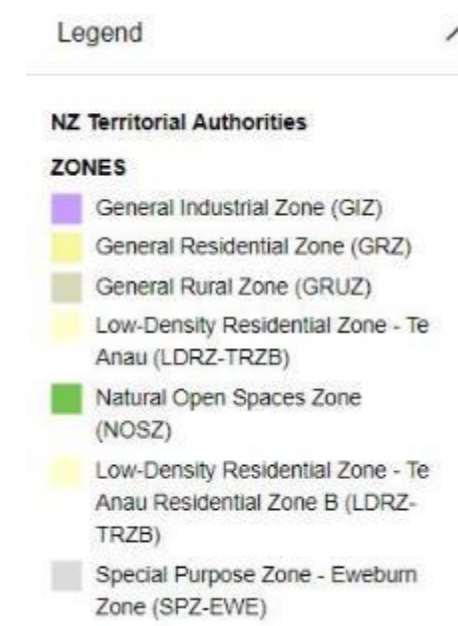 Legend
NZ Territorial Authorities
ZONES
General Industrial Zone (GIZ)
General Residential Zone (GRZ)
General Rural Zone (GRUZ)
Low-Density Residential Zone - Te
Anau (LDRZ-TRZB)
Natural Open Spaces Zone
(NOSZ)
Low-Density Residential Zone - Te
Anau Residential Zone B (LDRZ-
TRZB)
Special Purpose Zone - Eweburn
Zone (SPZ-EWE)